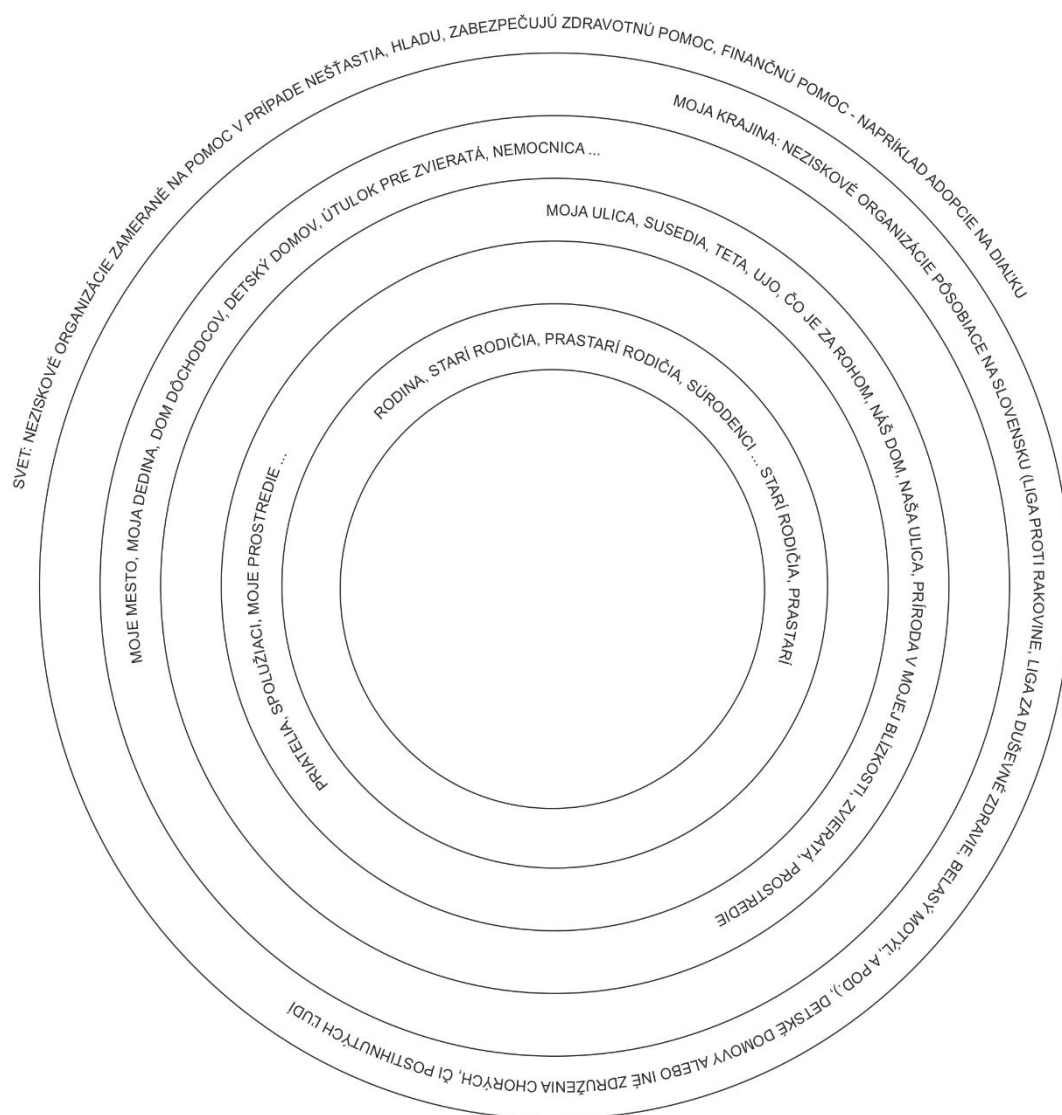 SVET: NEZISKOVÉ ORGANIZÁCIE ZAMERANÉ NA POMOC V PRÍPADE NEŠŤASTIA, HLADU, ZABEZPEČUJÚ ZDRAVOTNÚ POMOC, FINANČNÚ POMOC - NAPRÍKLAD ADOPCIE NA DIAĽKU
MOJA KRAJINA: NEZISKOVÉ ORGANIZÁCIE PÔSOBIACE NA SLOVENSKU (LIGA PROTI RAKOVINE, LIGA ZA DUŠEVNÉ ZDRAVIE, BELASÝ MOTÝĽ, A POD.), DETSKÉ DOMOVY ALEBO INÉ ZDRUŽENIA CHORÝCH, ČI POSTIHNUTÝCH ĽUDÍ
MOJE MESTO, MOJA DEDINA, DOM DÔCHODCOV, DETSKÝ DOMOV, ÚTULOK PRE ZVIERATÁ, NEMOCNICA ...
MOJA ULICA, SUSEDIA, TETA, UJO, ČO JE ZA ROHOM, NÁŠ DOM, NAŠA ULICA, PRÍRODA V MOJEJ BLÍZKOSTI, ZVIERATÁ, PROSTREDIE
PRIATELIA, SPOLUŽIACI, MOJE PROSTREDIE ...
RODINA, STARÍ RODIČIA, PRASTARÍ RODIČIA, SÚRODENCI ... STARÍ RODIČIA, PRASTARÍ